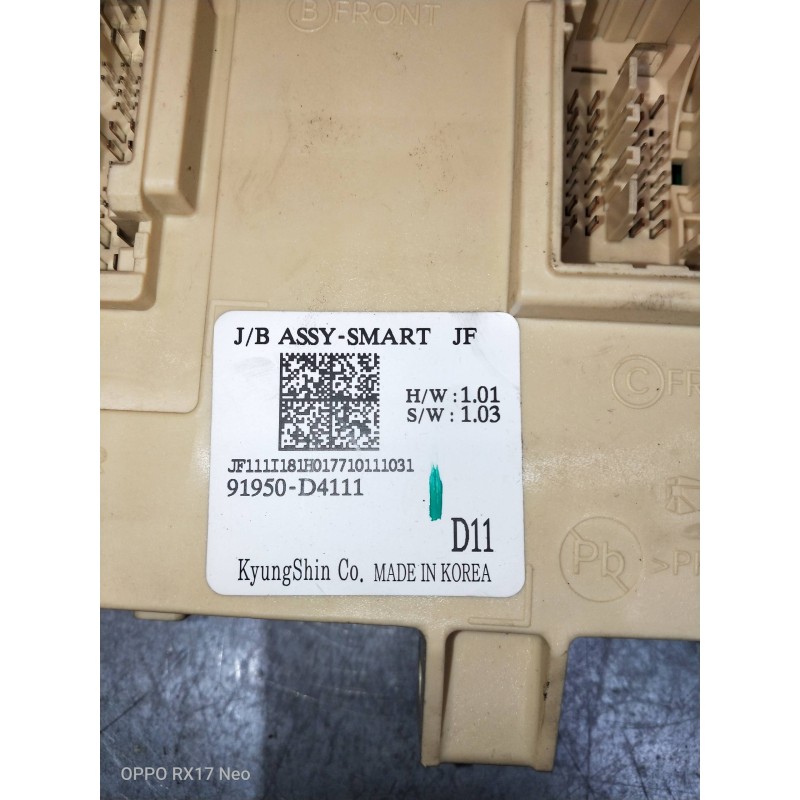 B FRONT
J/B ASSY-SMART JF
H/W : 1.01
S/W : 1.03
JF111I181H017710111031
91950-D4111
D11
KyungShin Co. MADE IN KOREA
C
Pb
OPPO RX17 Neo